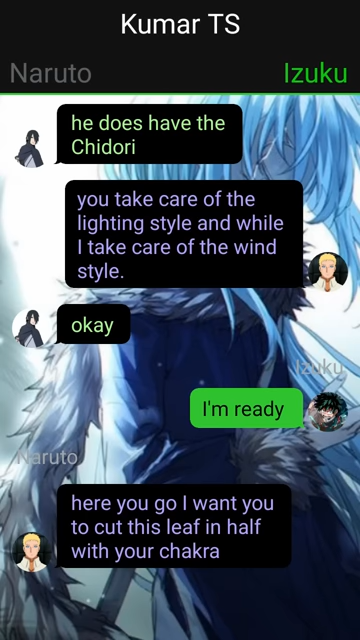 Kumar TS
Naruto
Izuku
he does have the
Chidori
you take care of the
lighting style and while
I take care of the wind
style.
okay
Izuku
I'm ready
Naruto
here you go I want you
to cut this leaf in half
with your chakra